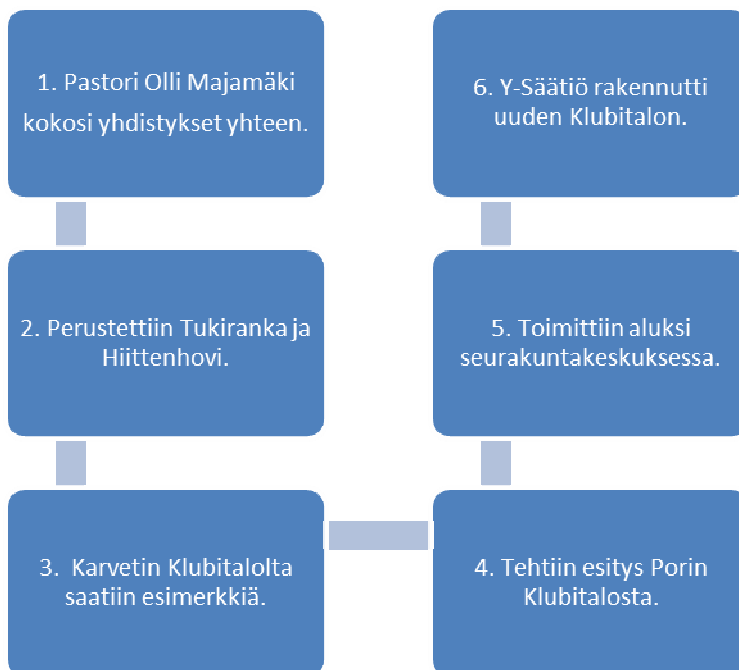 1. Pastori Olli Majamäki
kokosi yhdistykset yhteen.
2. Perustettiin Tukiranka ja
Hiittenhovi.
3. Karvetin Klubitalolta
saatiin esimerkkiä.
4. Tehtiin esitys Porin
Klubitalosta.
5. Toimittiin aluksi
seurakuntakeskuksessa.
6. Y-Säätiö rakennutti
uuden Klubitalon.